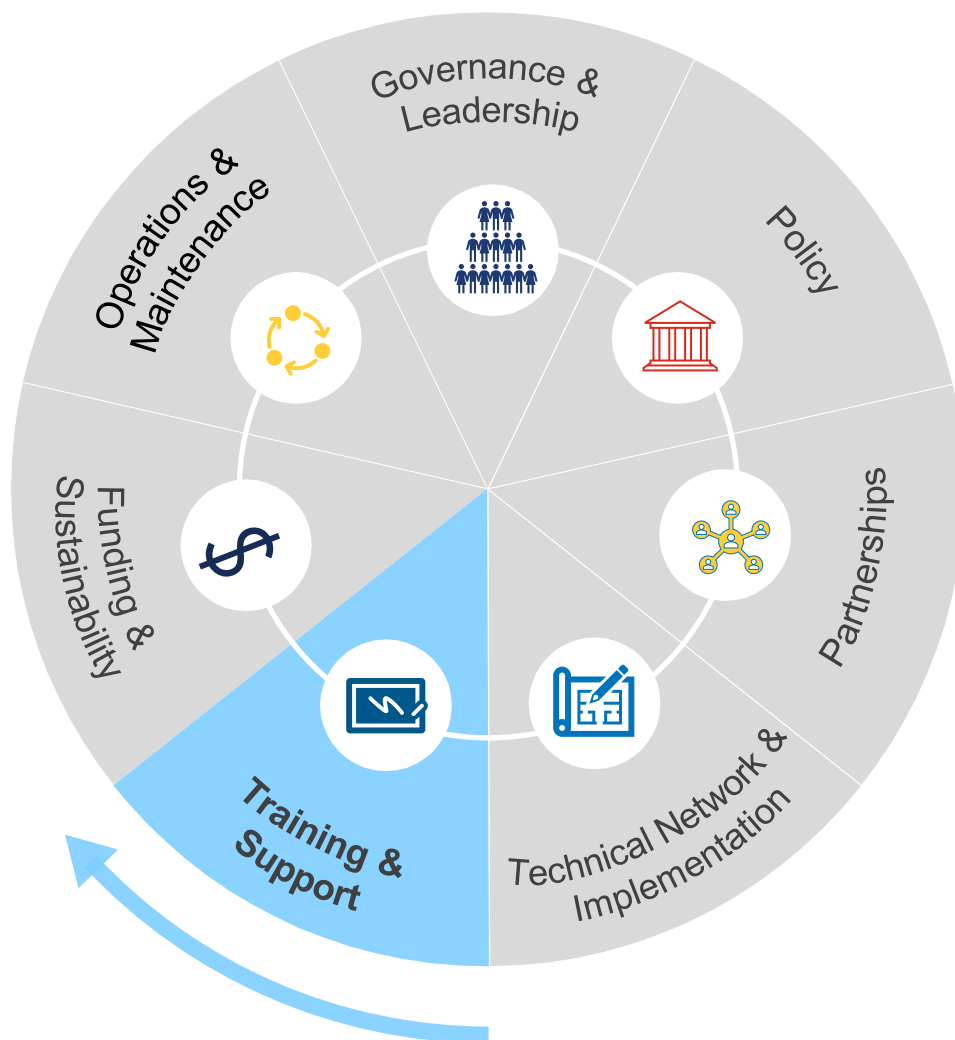 Governance &
Leadership
Policy
Partnerships
Technical Network &
Implementation
Training &
Support
Funding &
Sustainability
Operations &
Maintenance